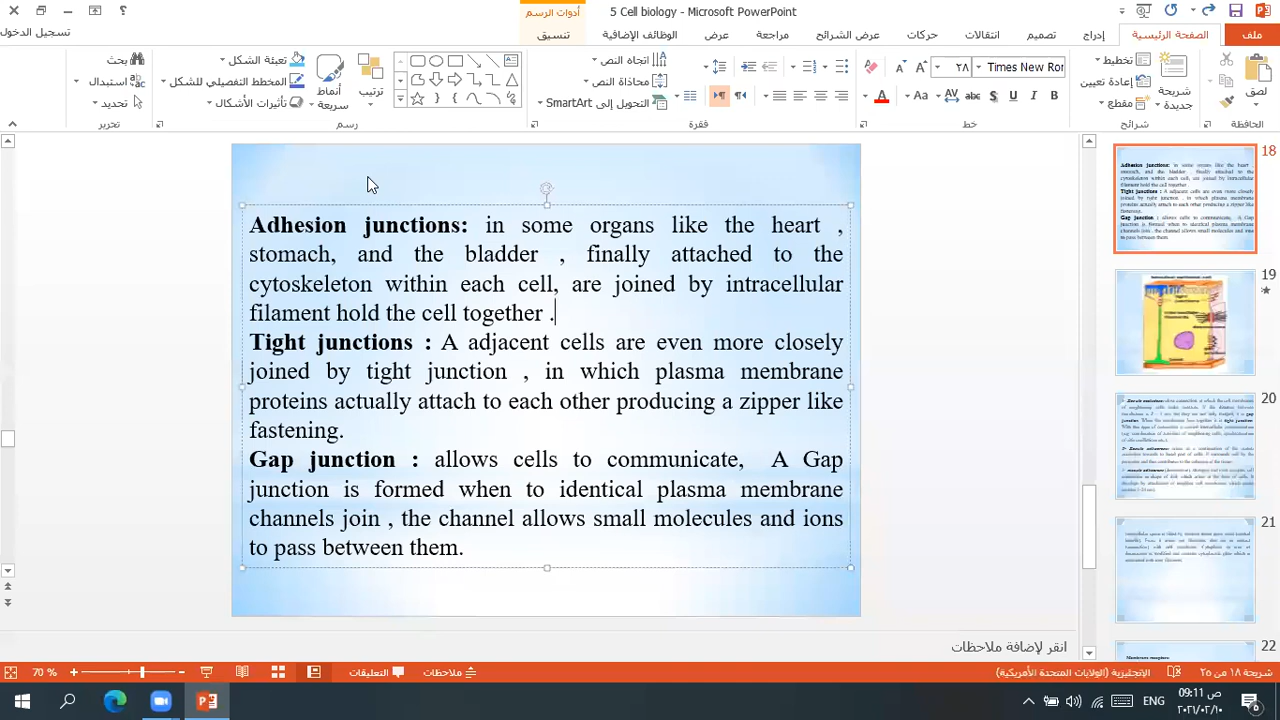 5 Cell biology - Microsoft PowerPoint
أدوات الرسم
تسجيل الدخول
ملف
الصفحة الرئيسية
إدراج
تصميم
انتقالات
حركات
عرض الشرائح
مراجعة
عرض
الوظائف الإضافية
تنسيق
لصق
الحافظة
شريحة جديدة
تخطيط
إعادة تعيين
مقطع
شرائح
Times New Ror
٢٨
خط
فقرة
اتجاه النص
محاذاة النص
التحويل إلى SmartArt
ترتيب
أنماط سريعة
تعبئة الشكل
المخطط التفصيلي للشكل
تأثيرات الأشكال
رسم
بحث
استبدال
تحديد
تحرير
Adhesion junctions: in some organs like the heart ,
stomach, and the bladder , finally attached to the
cytoskeleton within each cell, are joined by intracellular
filament hold the cell together .
Tight junctions : A adjacent cells are even more closely
joined by tight junction , in which plasma membrane
proteins actually attach to each other producing a zipper like
fastening.
Gap junction : allows cells to communicate. A Gap
junction is formed when to identical plasma membrane
channels join , the channel allows small molecules and ions
to pass between them.
18
19
20
21
22
Membrane receptors
انقر لإضافة ملاحظات
شريحة ١٨ من ٢٥
الإنجليزية (الولايات المتحدة الأمريكية)
ملاحظات
التعليقات
70 %
ENG
09:11 ص
٢٠٢١/٠٢/١٠